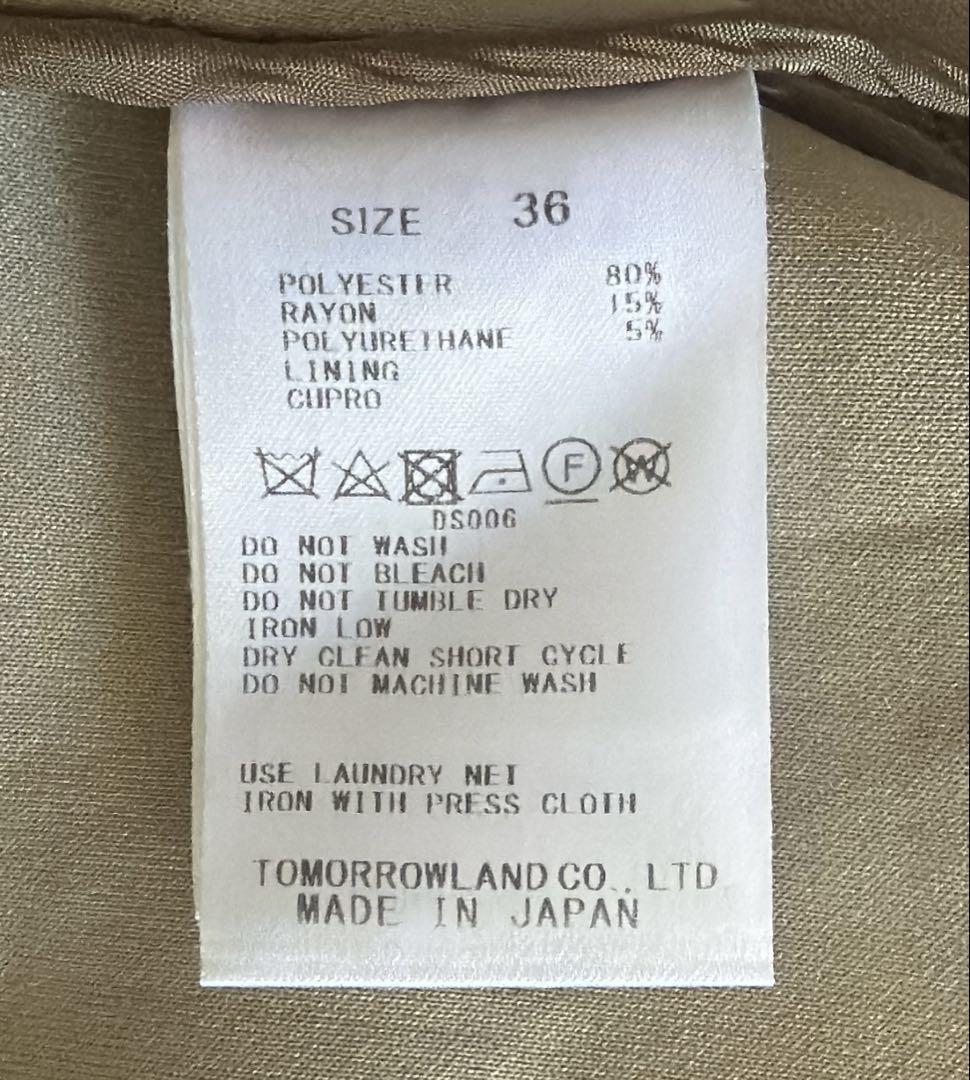 SIZE 36
POLYESTER 80%
RAYON 15%
POLYURETHANE 5%
LINING
CUPRO
F W
DS006
DO NOT WASH
DO NOT BLEACH
DO NOT TUMBLE DRY
IRON LOW
DRY CLEAN SHORT CYCLE
DO NOT MACHINE WASH
USE LAUNDRY NET
IRON WITH PRESS CLOTH
TOMORROWLAND CO., LTD
MADE IN JAPAN